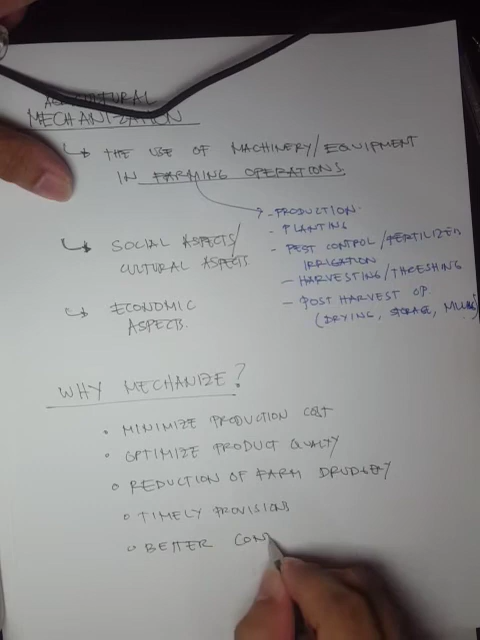 AGRICULTURAL
MECHANIZATION
↳ THE USE OF MACHINERY/EQUIPMENT
IN FARMING OPERATIONS
- PRODUCTION
- PLANTING
- PEST CONTROL/FERTILIZED
IRRIGATION
- HARVESTING/THRESHING
- POST HARVEST OP.
(DRYING, STORAGE,
↳ SOCIAL ASPECTS/
CULTURAL ASPECTS
↳ ECONOMIC
ASPECTS.
WHY MECHANIZE?
• MINIMIZE PRODUCTION COST
• OPTIMIZE PRODUCT QUALITY
• REDUCTION OF FARM DRUDGERY
• TIMELY PROVISIONS
• BETTER CON